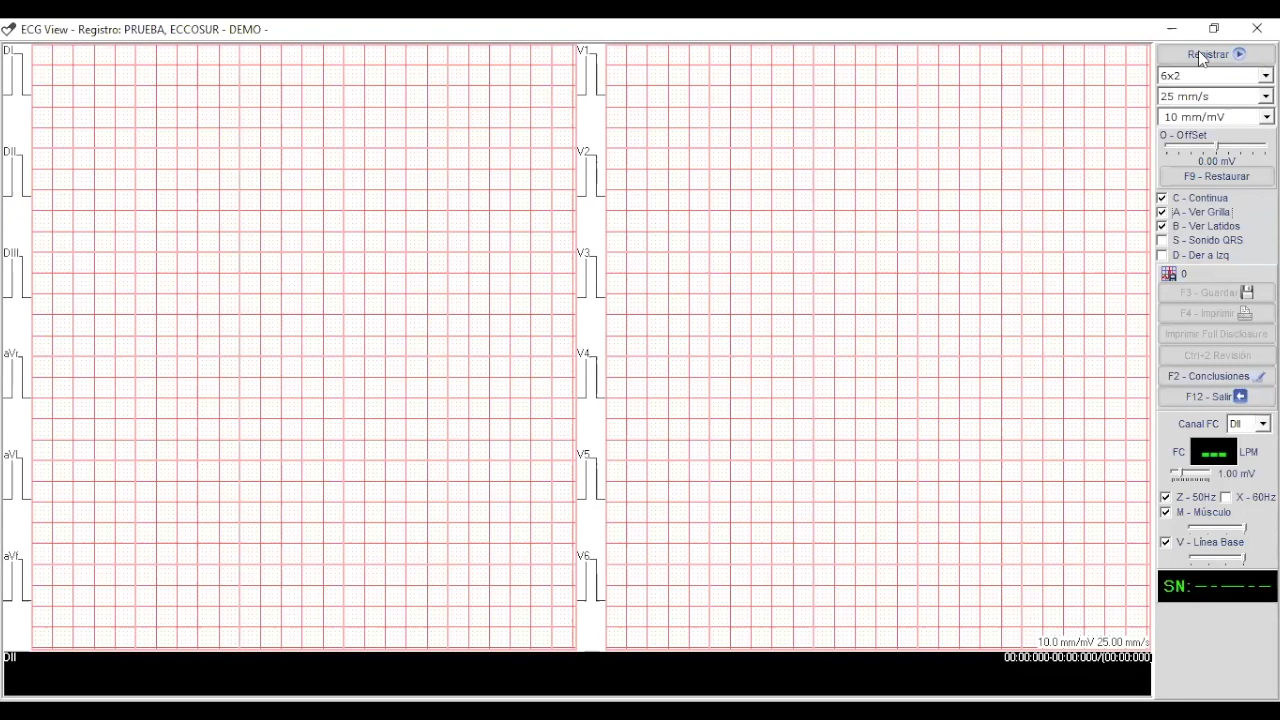 ECG View - Registro: PRUEBA, ECCOSUR - DEMO -
DI
DII
DIII
aVr
aVl
aVf
V1
V2
V3
V4
V5
V6
10.0 mm/mV 25.00 mm/s
DII
00:00:000-00:00:000/(00:00:000)
Registrar
6x2
25 mm/s
10 mm/mV
O - OffSet
0.00 mV
F9 - Restaurar
C - Continua
A - Ver Grilla
B - Ver Latidos
S - Sonido QRS
D - Der a Izq
0
F3 - Guardar
F4 - Imprimir
Imprimir Full Disclosure
Ctrl+2 Revisión
F2 - Conclusiones
F12 - Salir
Canal FC DII
FC --- LPM
1.00 mV
Z - 50Hz X - 60Hz
M - Músculo
V - Línea Base
SN:------